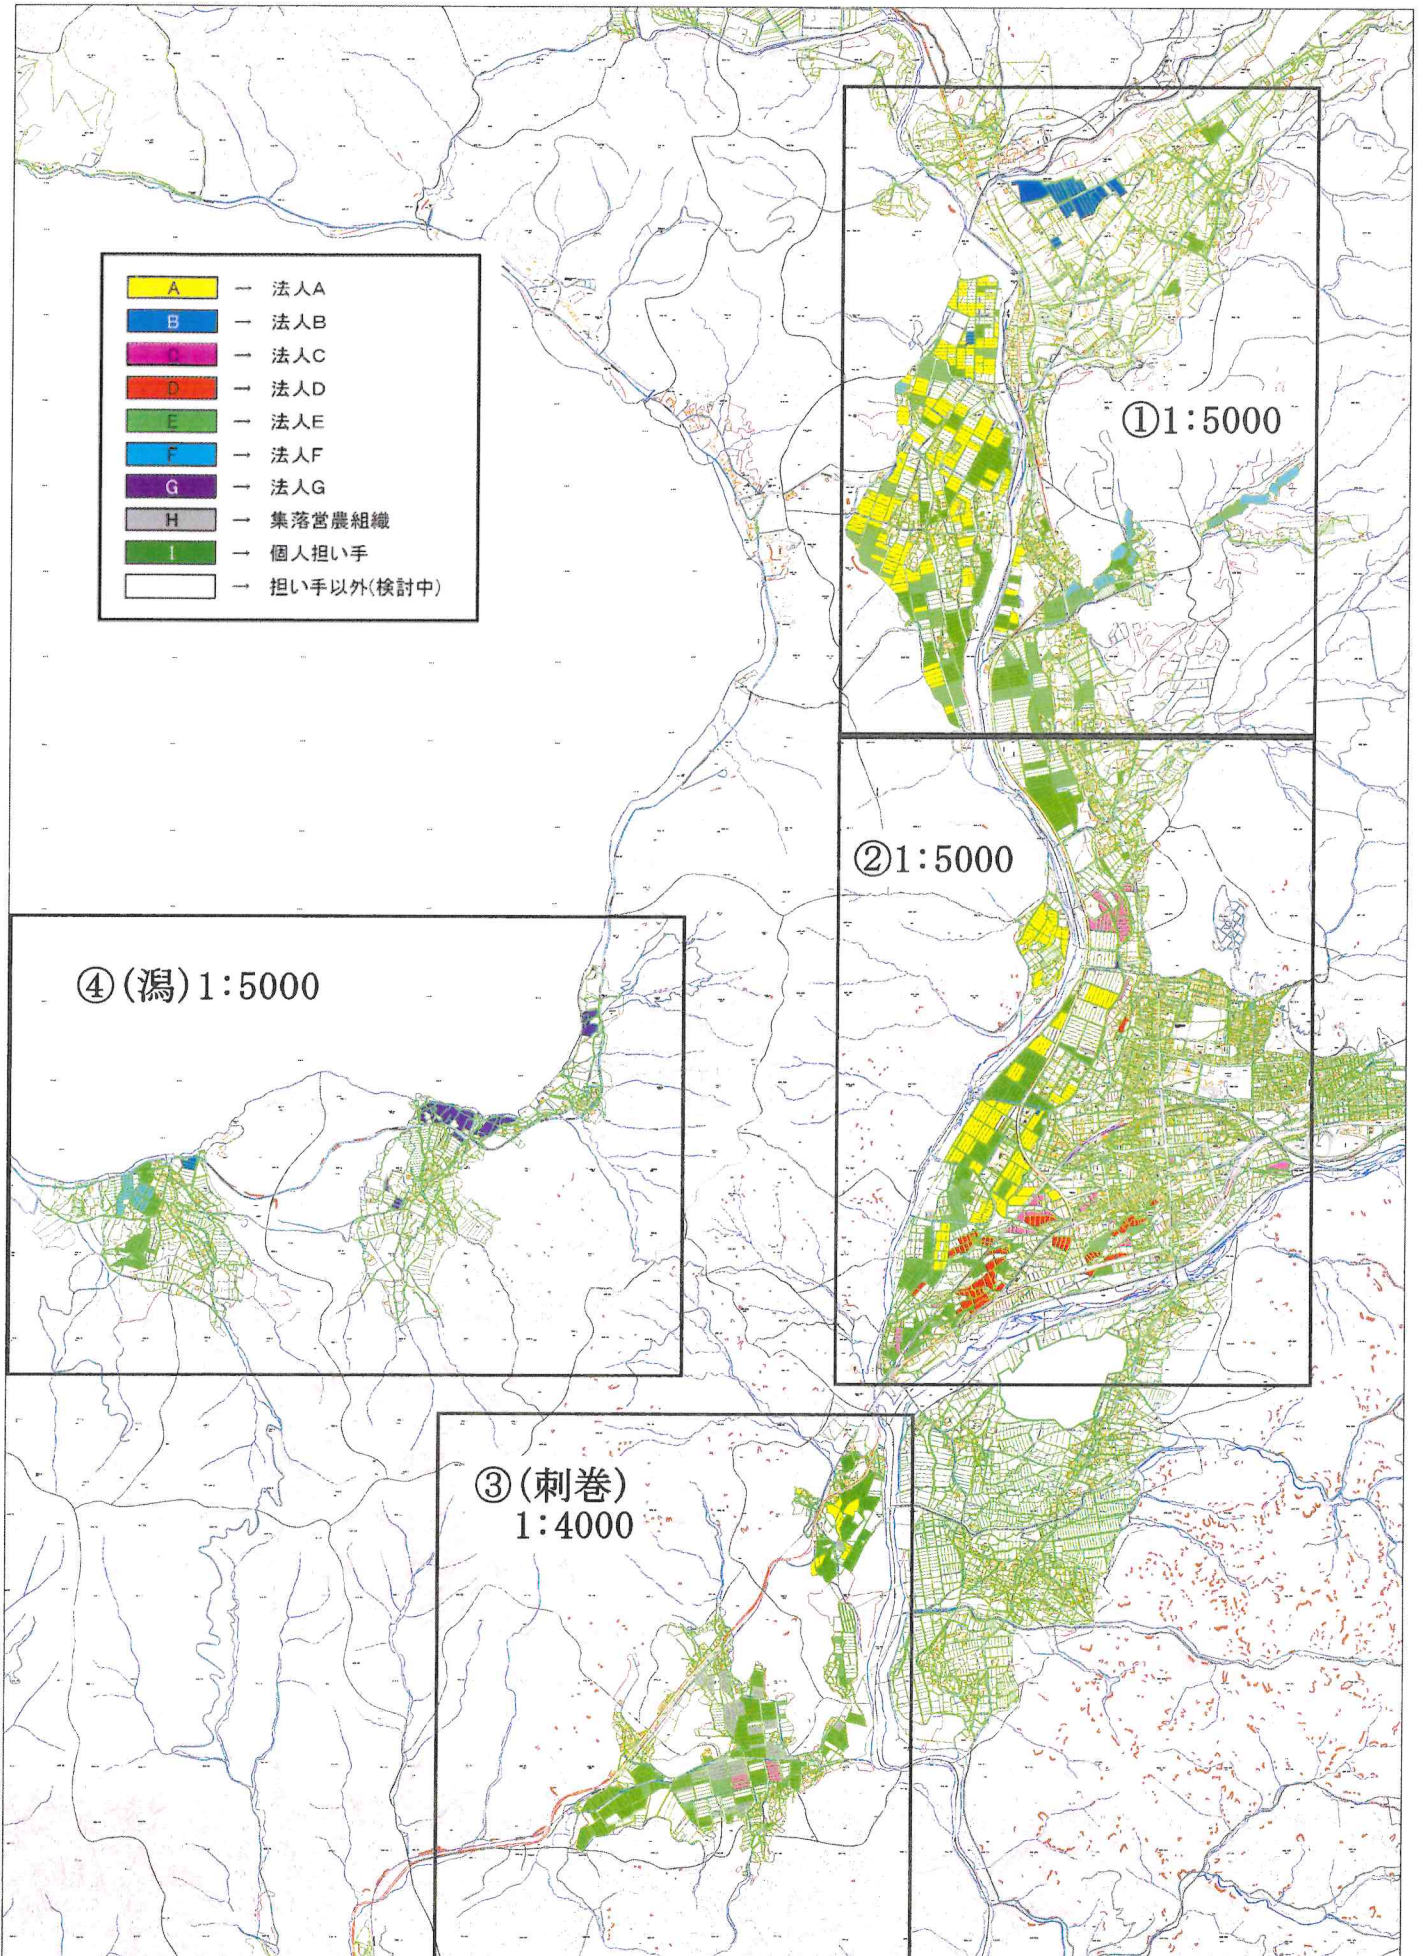 A → 法人A
B → 法人B
C → 法人C
D → 法人D
E → 法人E
F → 法人F
G → 法人G
H → 集落営農組織
I → 個人担い手
→ 担い手以外(検討中)
①1:5000
②1:5000
④(潟)1:5000
③(刺巻)
1:4000